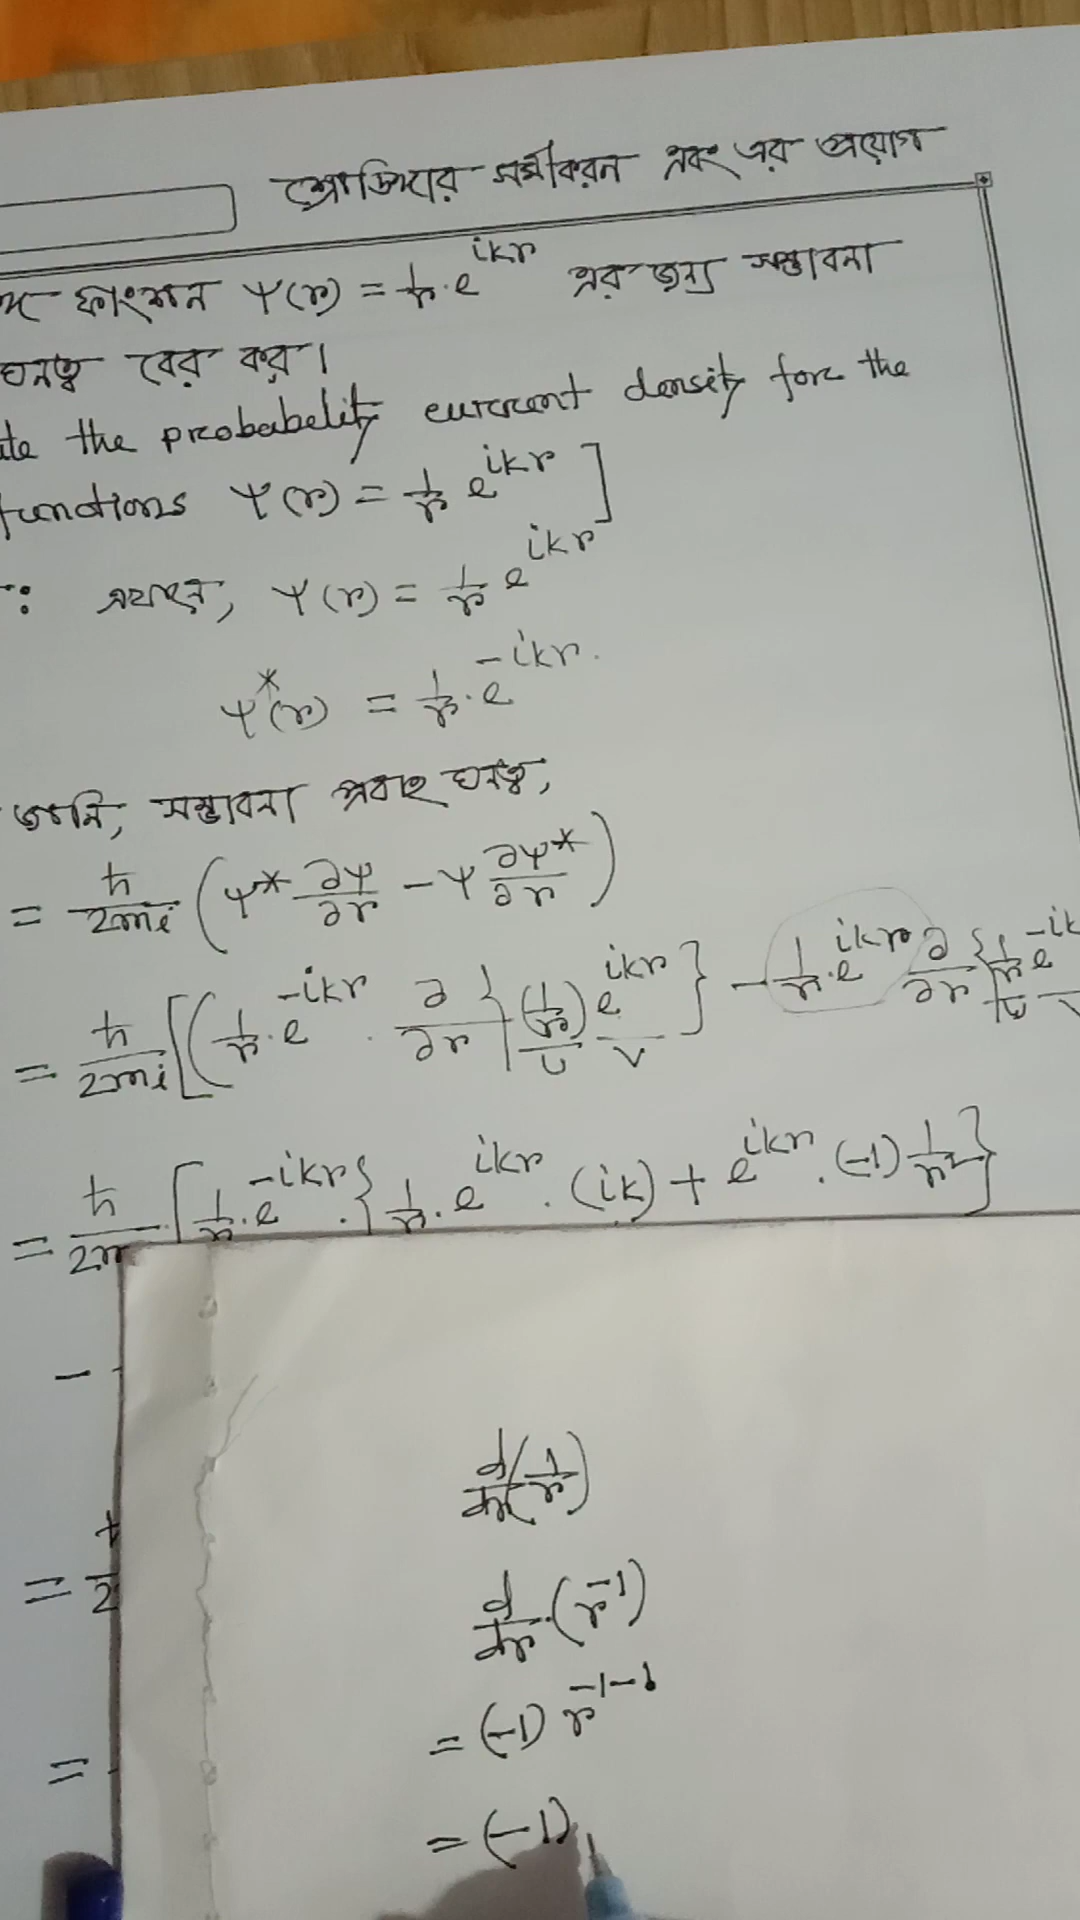 শ্রোডিঙ্গার সমীকরন এবং এর প্রয়োগ
ফাংশন Ψ(r) = 1/r · e^{ikr} এর জন্য সম্ভাবনা
ঘনত্ব বের কর।
the probabelity current density for the
functions Ψ(r) = 1/r e^{ikr} ]
: এখানে, Ψ(r) = 1/r e^{ikr}
Ψ*(r) = 1/r · e^{-ikr}.
জানি, সম্ভাবনা প্রবাহ ঘনত্ব,
= ħ/2mi (Ψ* ∂Ψ/∂r − Ψ ∂Ψ*/∂r)
= ħ/2mi [(1/r · e^{-ikr} · ∂/∂r {(1/r) e^{ikr}} − 1/r · e^{ikr} ∂/∂r {1/r e^{-ik
U V U V
= ħ/2m [1/r · e^{-ikr} · {1/r · e^{ikr} · (ik) + e^{ikr} · (−1) 1/r²}
−
d/dr (1/r)
d/dr · (r^{-1})
=
= (−1) r^{-1-1}
=
= (−1)